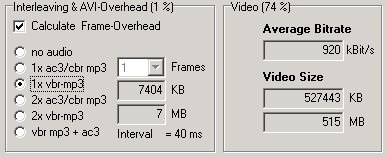 Interleaving & AVI-Overhead (1 %)
Calculate Frame-Overhead
no audio
1x ac3/cbr mp3
1 Frames
1x vbr-mp3
7404 KB
2x ac3/cbr mp3
2x vbr-mp3
7 MB
vbr mp3 + ac3
Interval = 40 ms
Video (74 %)
Average Bitrate
920 kBit/s
Video Size
527443 KB
515 MB